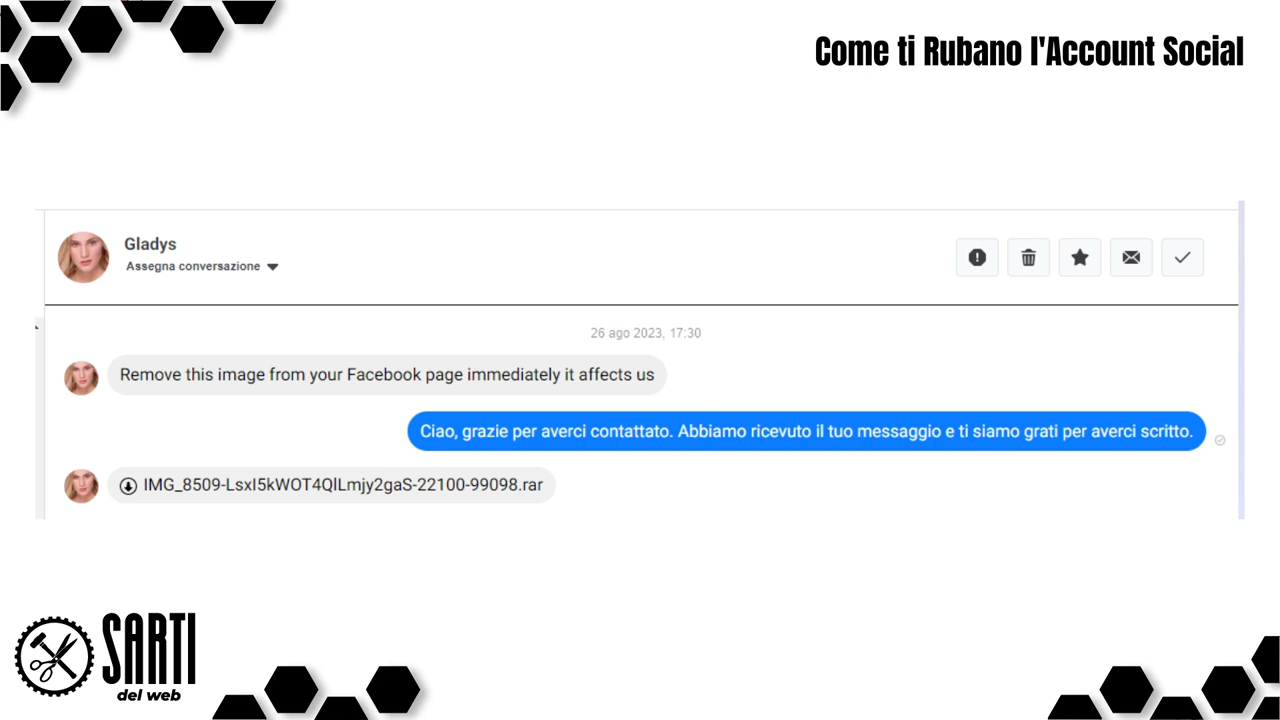 Come ti Rubano l'Account Social
Gladys
Assegna conversazione
26 ago 2023, 17:30
Remove this image from your Facebook page immediately it affects us
Ciao, grazie per averci contattato. Abbiamo ricevuto il tuo messaggio e ti siamo grati per averci scritto.
IMG_8509-LsxI5kWOT4QILmjy2gaS-22100-99098.rar
SARTI
del web